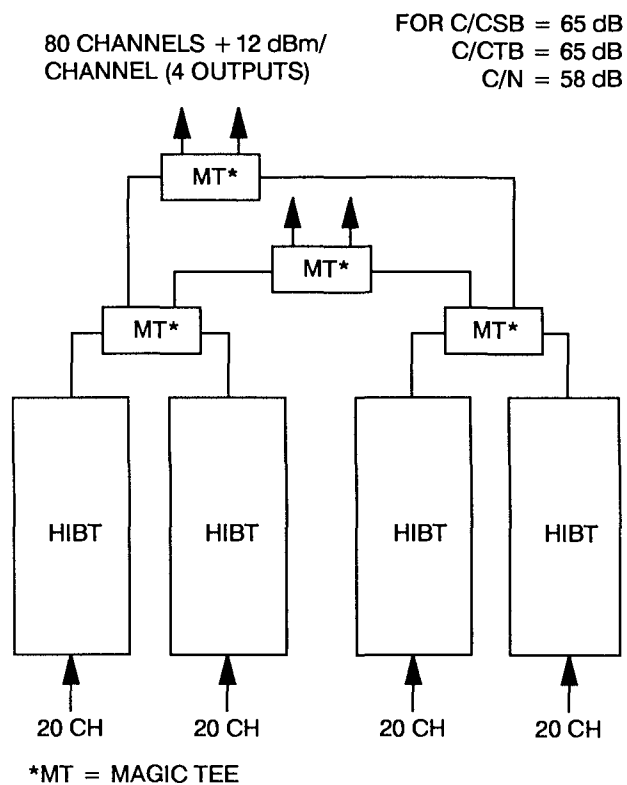 80 CHANNELS + 12 dBm/
CHANNEL (4 OUTPUTS)
FOR C/CSB = 65 dB
C/CTB = 65 dB
C/N = 58 dB
MT*
MT*
MT*
MT*
HIBT
HIBT
HIBT
HIBT
20 CH
20 CH
20 CH
20 CH
*MT = MAGIC TEE